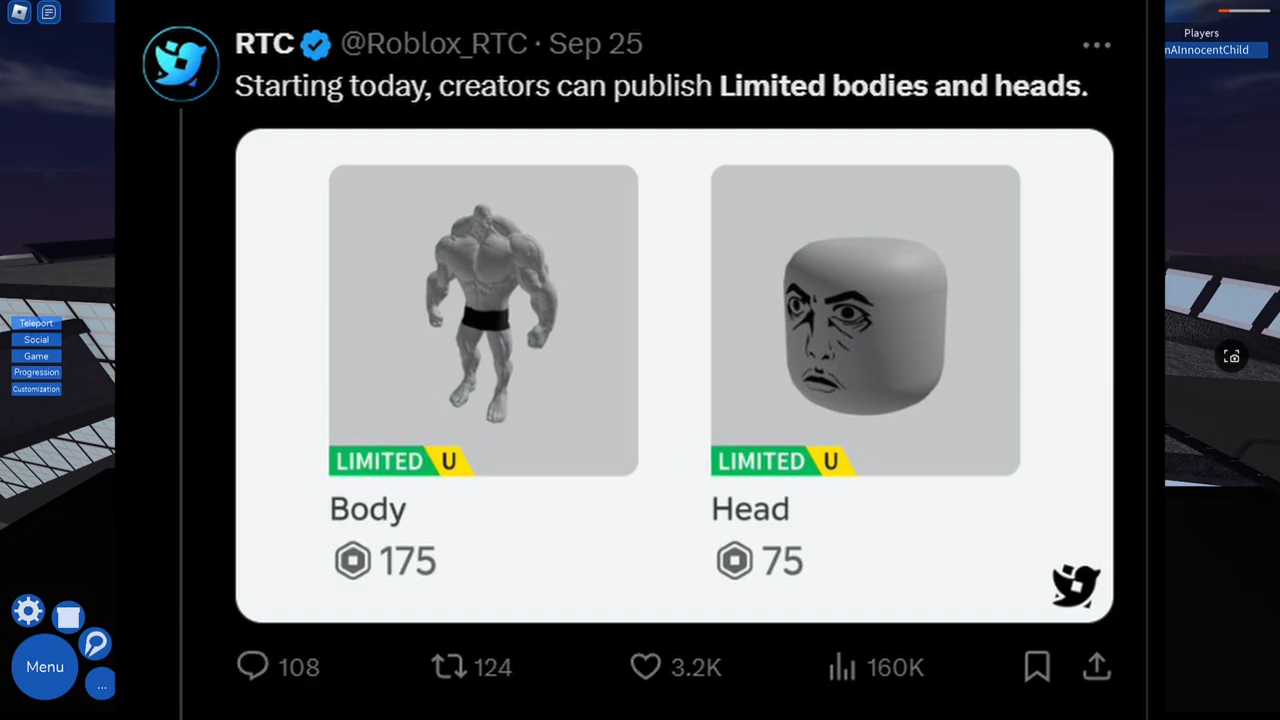 RTC @Roblox_RTC · Sep 25
Starting today, creators can publish Limited bodies and heads.
LIMITED U
Body
175
LIMITED U
Head
75
108 124 3.2K 160K
Players
nAInnocentChild
Teleport
Social
Game
Progression
Customization
Menu
...